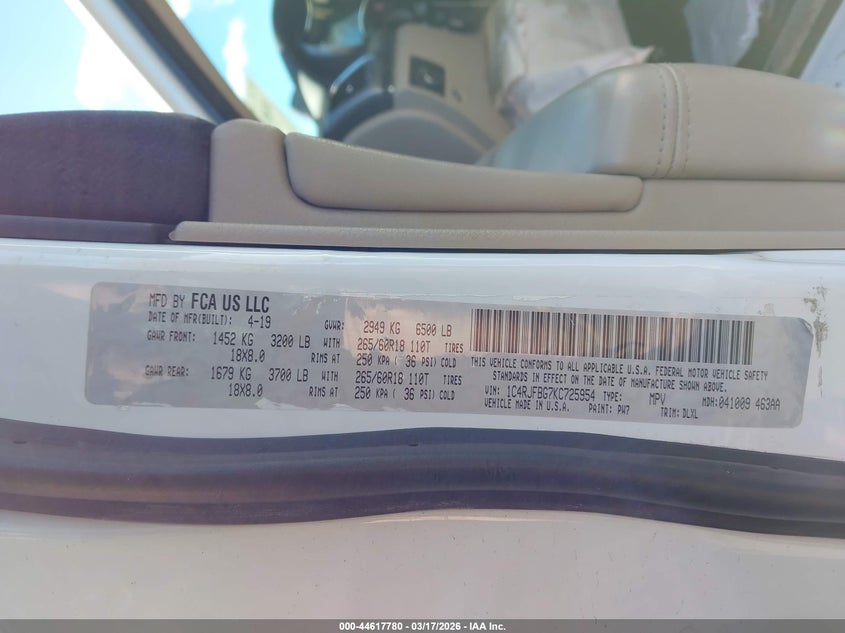 MFD BY FCA US LLC
DATE OF MFR(BUILT): 4-19 GVWR: 2949 KG 6500 LB
GAWR FRONT: 1452 KG 3200 LB WITH 265/60R18 110T TIRES
18X8.0 RIMS AT 250 KPA ( 36 PSI) COLD
GAWR REAR: 1679 KG 3700 LB WITH 265/60R18 110T TIRES
18X8.0 RIMS AT 250 KPA ( 36 PSI) COLD
THIS VEHICLE CONFORMS TO ALL APPLICABLE U.S.A. FEDERAL MOTOR VEHICLE SAFETY
STANDARDS IN EFFECT ON THE DATE OF MANUFACTURE SHOWN ABOVE.
VIN: 1C4RJFBG7KC725954 TYPE: MPV MDH: 041009 463AA
VEHICLE MADE IN U.S.A. PAINT: PW7 TRIM: DLXL
000-44617780 - 03/17/2026 - IAA Inc.